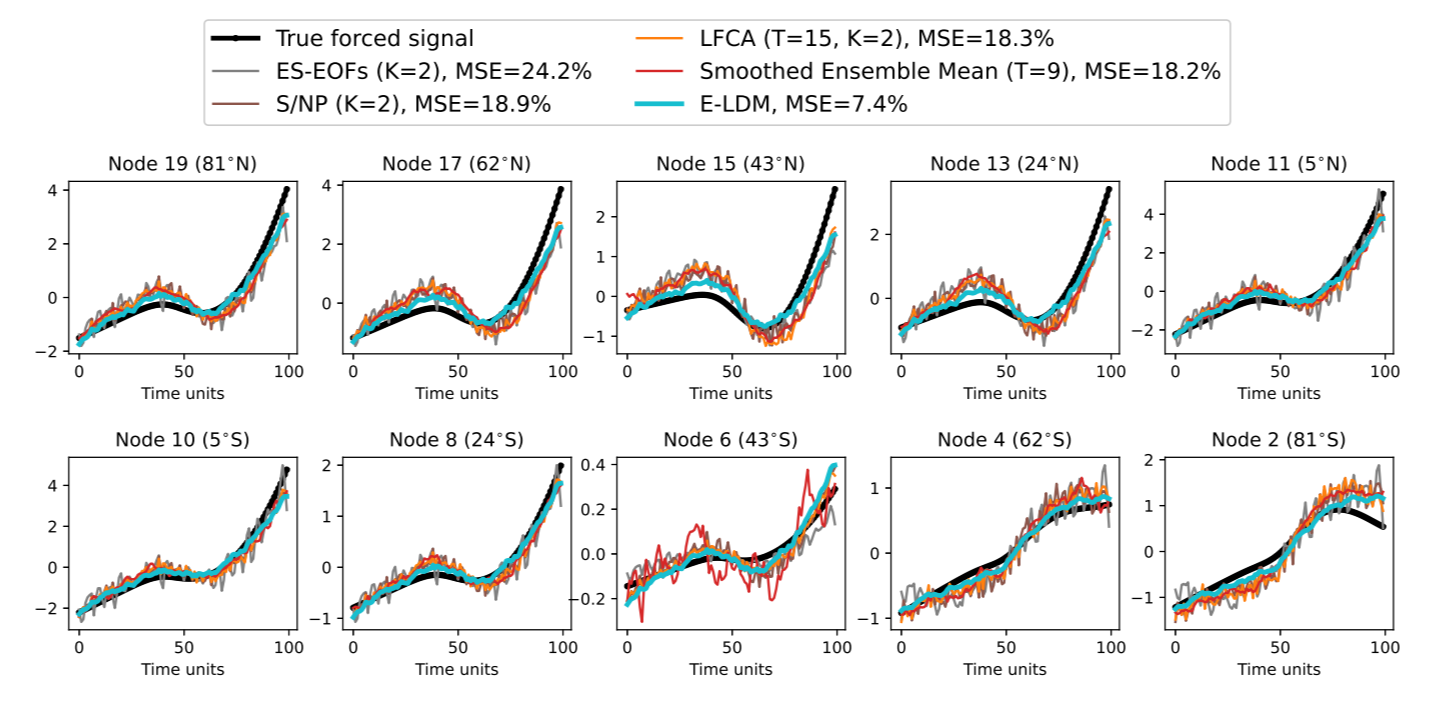 True forced signal
ES-EOFs (K=2), MSE=24.2%
S/NP (K=2), MSE=18.9%
LFCA (T=15, K=2), MSE=18.3%
Smoothed Ensemble Mean (T=9), MSE=18.2%
E-LDM, MSE=7.4%
Node 19 (81°N)
4
2
0
−2
0
50
100
Time units
Node 17 (62°N)
4
2
0
0
50
100
Time units
Node 15 (43°N)
2
1
0
−1
0
50
100
Time units
Node 13 (24°N)
2
0
0
50
100
Time units
Node 11 (5°N)
4
2
0
−2
0
50
100
Time units
Node 10 (5°S)
4
2
0
−2
0
50
100
Time units
Node 8 (24°S)
2
1
0
−1
0
50
100
Time units
Node 6 (43°S)
0.4
0.2
0.0
−0.2
0
50
100
Time units
Node 4 (62°S)
1
0
−1
0
50
100
Time units
Node 2 (81°S)
2
1
0
−1
0
50
100
Time units